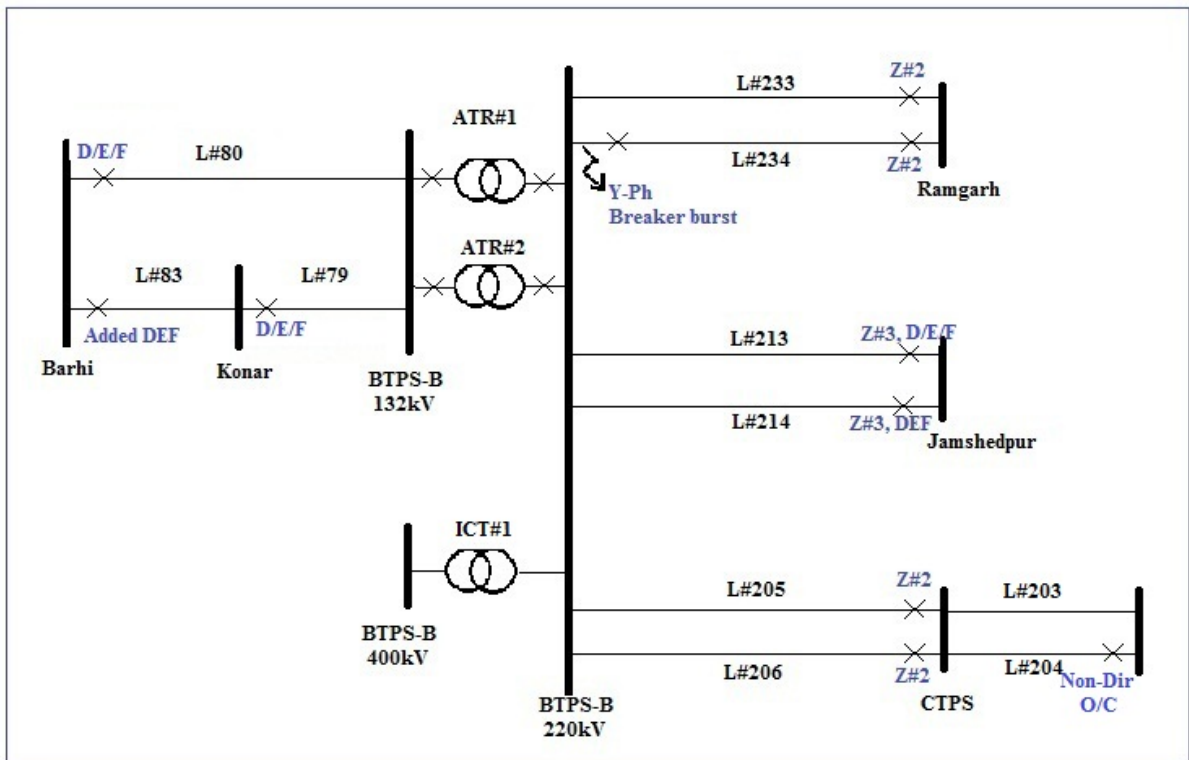 Z#2
L#233
ATR#1
D/E/F
L#80
L#234
Z#2
Ramgarh
Y-Ph
Breaker burst
ATR#2
L#83
L#79
Added DEF
D/E/F
L#213
Z#3, D/E/F
Barhi
Konar
BTPS-B
132kV
L#214
Z#3, DEF
Jamshedpur
ICT#1
Z#2
L#205
L#203
BTPS-B
400kV
L#206
Z#2
L#204
Non-Dir
O/C
BTPS-B
220kV
CTPS